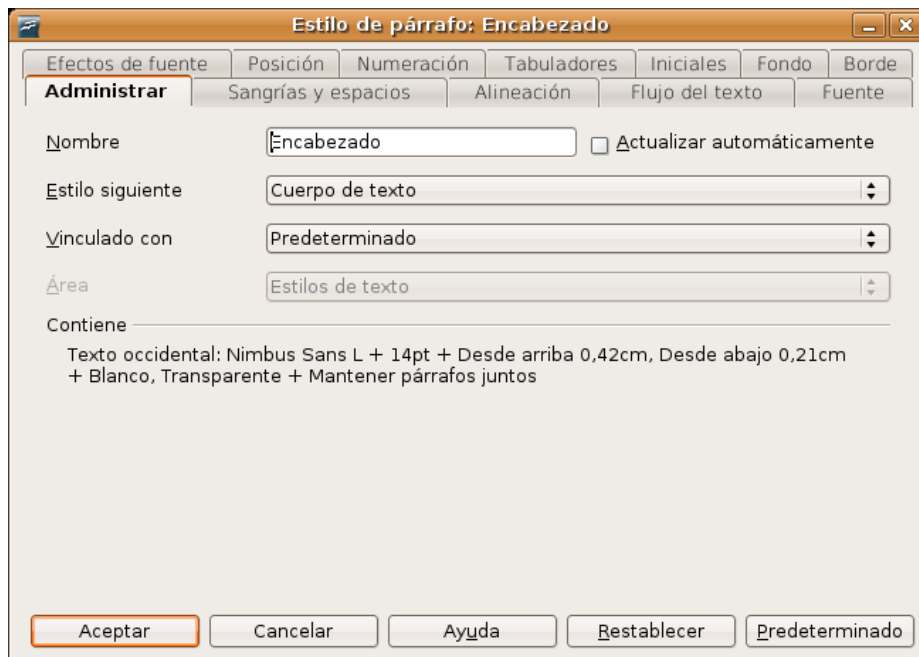 Estilo de párrafo: Encabezado
Efectos de fuente Posición Numeración Tabuladores Iniciales Fondo Borde
Administrar Sangrías y espacios Alineación Flujo del texto Fuente
Nombre Encabezado Actualizar automáticamente
Estilo siguiente Cuerpo de texto
Vinculado con Predeterminado
Área Estilos de texto
Contiene
Texto occidental: Nimbus Sans L + 14pt + Desde arriba 0,42cm, Desde abajo 0,21cm
+ Blanco, Transparente + Mantener párrafos juntos
Aceptar Cancelar Ayuda Restablecer Predeterminado